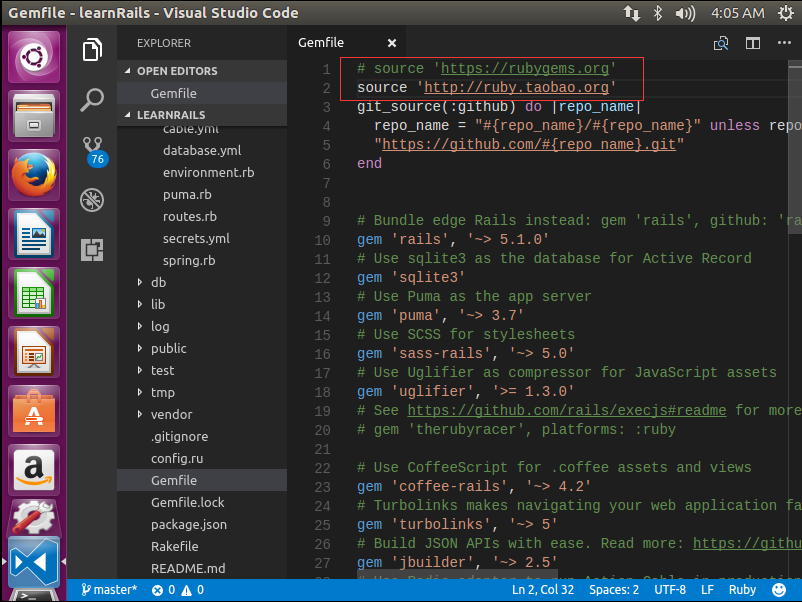 Gemfile - learnRails - Visual Studio Code
4:05 AM
EXPLORER
OPEN EDITORS
Gemfile
LEARNRAILS
cable.yml
database.yml
environment.rb
puma.rb
routes.rb
secrets.yml
spring.rb
db
lib
log
public
test
tmp
vendor
.gitignore
config.ru
Gemfile
Gemfile.lock
package.json
Rakefile
README.md
76
Gemfile
1 # source 'https://rubygems.org'
2 source 'http://ruby.taobao.org'
3 git_source(:github) do |repo_name|
4 repo_name = "#{repo_name}/#{repo_name}" unless repo
5 "https://github.com/#{repo_name}.git"
6 end
7
8
9 # Bundle edge Rails instead: gem 'rails', github: 'ra
10 gem 'rails', '~> 5.1.0'
11 # Use sqlite3 as the database for Active Record
12 gem 'sqlite3'
13 # Use Puma as the app server
14 gem 'puma', '~> 3.7'
15 # Use SCSS for stylesheets
16 gem 'sass-rails', '~> 5.0'
17 # Use Uglifier as compressor for JavaScript assets
18 gem 'uglifier', '>= 1.3.0'
19 # See https://github.com/rails/execjs#readme for more
20 # gem 'therubyracer', platforms: :ruby
21
22 # Use CoffeeScript for .coffee assets and views
23 gem 'coffee-rails', '~> 4.2'
24 # Turbolinks makes navigating your web application fa
25 gem 'turbolinks', '~> 5'
26 # Build JSON APIs with ease. Read more: https://githu
27 gem 'jbuilder', '~> 2.5'
28 # Use Redis adapter to run Action Cable in production
master*
0
0
Ln 2, Col 32
Spaces: 2
UTF-8
LF
Ruby